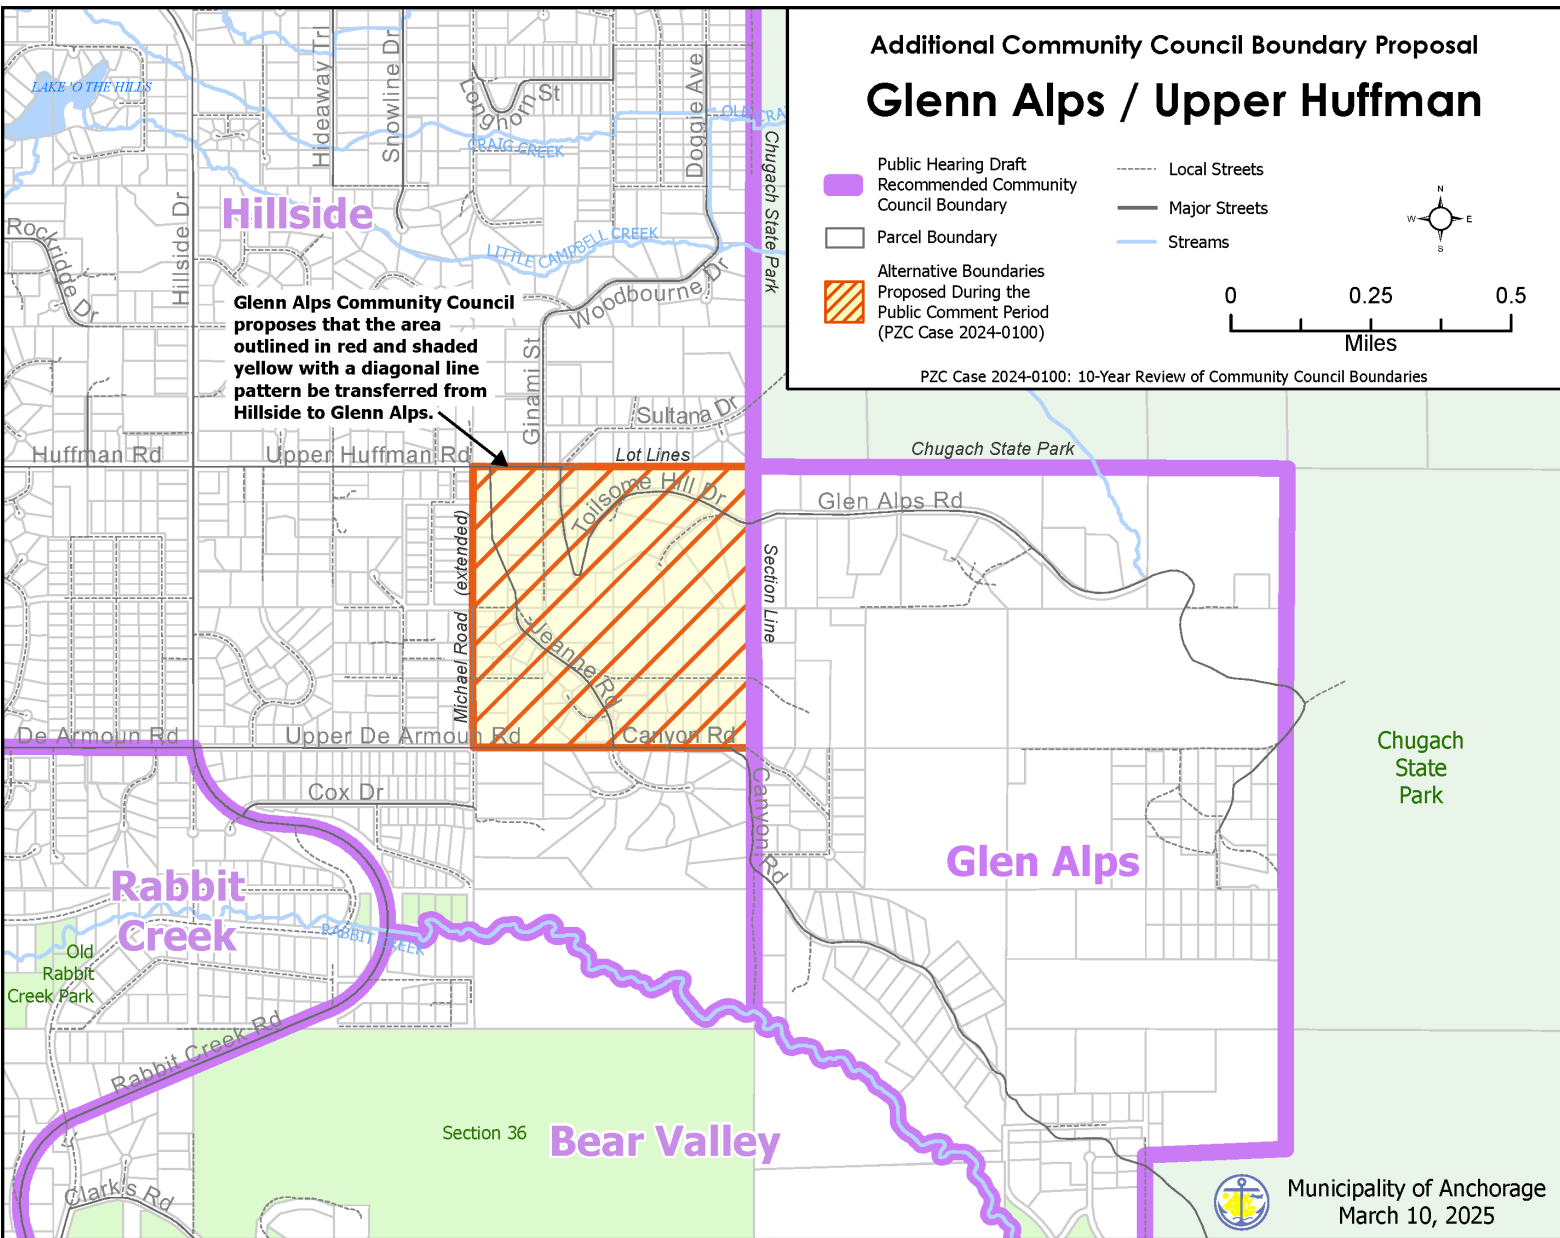 Additional Community Council Boundary Proposal
Glenn Alps / Upper Huffman
Public Hearing Draft
Recommended Community
Council Boundary
Parcel Boundary
Alternative Boundaries
Proposed During the
Public Comment Period
(PZC Case 2024-0100)
Local Streets
Major Streets
Streams
N
W
E
S
0 0.25 0.5
Miles
PZC Case 2024-0100: 10-Year Review of Community Council Boundaries
LAKE 'O THE HILLS
Hideaway Trl
Snowline Dr
Longhorn St
Doggie Ave
OLD CRA
CRAIG CREEK
Chugach State Park
Hillside
Hillside Dr
Rockridge Dr
LITTLE CAMPBELL CREEK
Woodbourne Dr
Glenn Alps Community Council
proposes that the area
outlined in red and shaded
yellow with a diagonal line
pattern be transferred from
Hillside to Glenn Alps.
Ginami St
Sultana Dr
Huffman Rd
Upper Huffman Rd
Lot Lines
Chugach State Park
Toilsome Hill Dr
Glen Alps Rd
Michael Road (extended)
Section Line
Jeanne Rd
De Armoun Rd
Upper De Armoun Rd
Canyon Rd
Chugach
State
Park
Cox Dr
Canyon Rd
Glen Alps
Rabbit
Creek
RABBIT CREEK
Old
Rabbit
Creek Park
Rabbit Creek Rd
Section 36
Bear Valley
Clark's Rd
Municipality of Anchorage
March 10, 2025